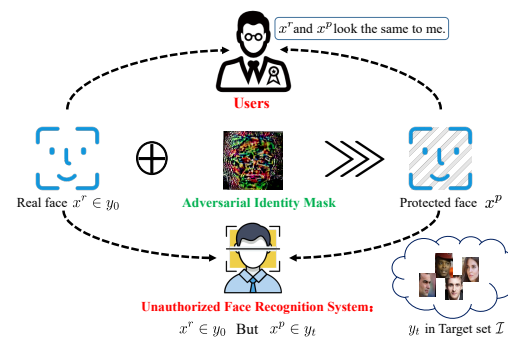 x^r and x^p look the same to me.
Users
Real face x^r ∈ y_0
Adversarial Identity Mask
Protected face x^p
Unauthorized Face Recognition System:
x^r ∈ y_0 But x^p ∈ y_t
y_t in Target set I